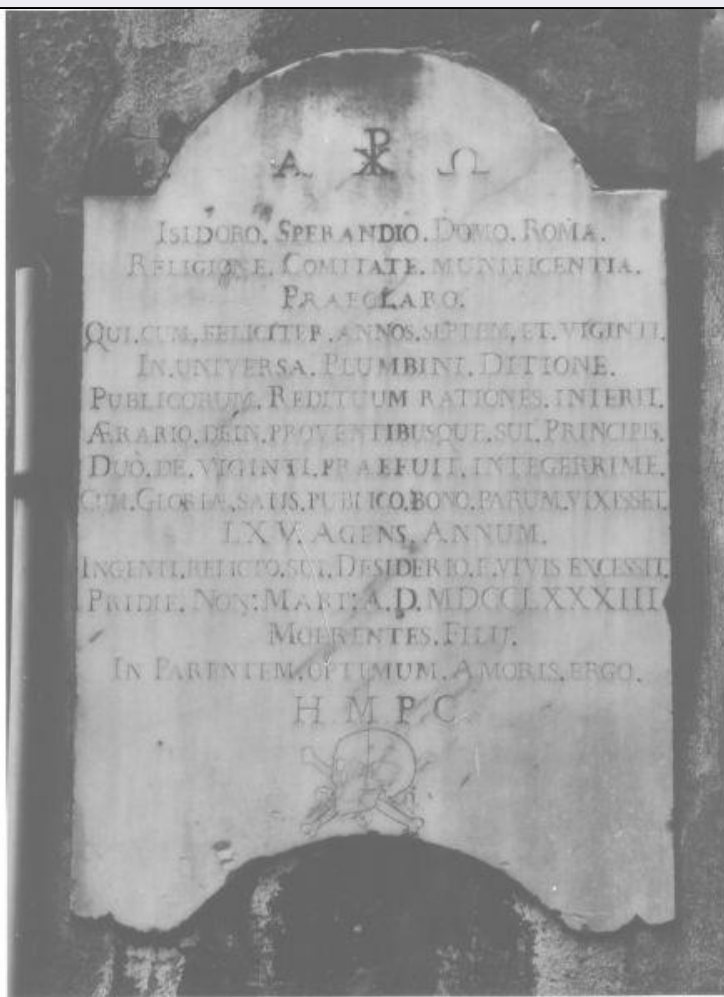 Α ☧ Ω
ISIDORO. SPERANDIO. DOMO. ROMA.
RELIGIONE. COMITATE. MUNIFICENTIA.
PRAECLARO.
QUI. CUM. FELICITER. ANNOS. SEPTEM. ET. VIGINTI.
IN. UNIVERSA. PLUMBINI. DITIONE.
PUBLICORUM. REDITUUM RATIONES. INIERIT.
ÆRARIO. DEIN. PROVENTIBUSQUE. SUI. PRINCIPIS.
DUO. DE. VIGINTI. PRAEFUIT. INTEGERRIME.
CUM. GLORIÆ. SATIS. PUBLICO. BONO. PARUM. VIXISSET.
LXV. AGENS. ANNUM.
INGENTI. RELICTO. SUI. DESIDERIO. E. VIVIS EXCESSIT.
PRIDIE. NON: MART: A. D. MDCCLXXXIII.
MOERENTES. FILII.
IN PARENTEM. OPTIMUM. AMORIS. ERGO.
H. M. P. C.